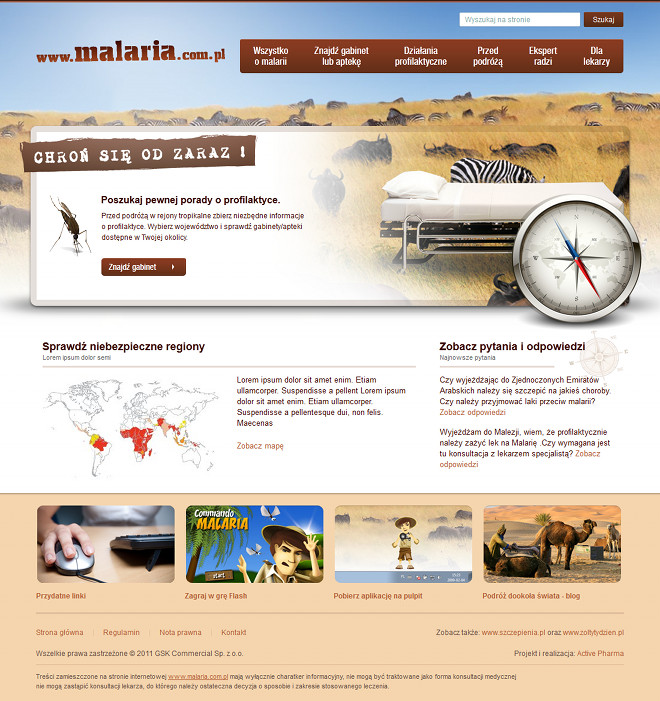 Wyszukaj na stronie
Szukaj
www.malaria.com.pl
Wszystko
o malarii
Znajdź gabinet
lub aptekę
Działania
profilaktyczne
Przed
podróżą
Ekspert
radzi
Dla
lekarzy
CHROŃ SIĘ OD ZARAZ !
Poszukaj pewnej porady o profilaktyce.
Przed podróżą w rejony tropikalne zbierz niezbędne informacje
o profilaktyce. Wybierz województwo i sprawdź gabinety/apteki
dostępne w Twojej okolicy.
Znajdź gabinet
Sprawdź niebezpieczne regiony
Lorem ipsum dolor semi
Lorem ipsum dolor sit amet enim. Etiam
ullamcorper. Suspendisse a pellent Lorem ipsum
dolor sit amet enim. Etiam ullamcorper.
Suspendisse a pellentesque dui, non felis.
Maecenas
Zobacz mapę
Zobacz pytania i odpowiedzi
Najnowsze pytania
Czy wyjeżdżając do Zjednoczonych Emiratów
Arabskich należy się szczepić na jakieś choroby.
Czy należy przyjmować laki przeciw malarii?
Zobacz odpowiedzi
Wyjeżdżam do Malezji, wiem, że profilaktycznie
należy zażyć lek na Malarię .Czy wymagana jest
tu konsultacja z lekarzem specjalistą? Zobacz
odpowiedzi
Commando
MALARIA
start
Przydatne linki
Zagraj w grę Flash
Pobierz aplikację na pulpit
Podróż dookoła świata - blog
Strona główna
Regulamin
Nota prawna
Kontakt
Zobacz także: www.szczepienia.pl oraz www.zoltytydzien.pl
Wszelkie prawa zastrzeżone © 2011 GSK Commercial Sp. z o.o.
Projekt i realizacja: Active Pharma
Treści zamieszczone na stronie internetowej www.malaria.com.pl mają wyłącznie charatker informacyjny, nie mogą być traktowane jako forma konsultacji medycznej
nie mogą zastąpić konsultacji lekarza, do którego należy ostateczna decyzja o sposobie i zakresie stosowanego leczenia.